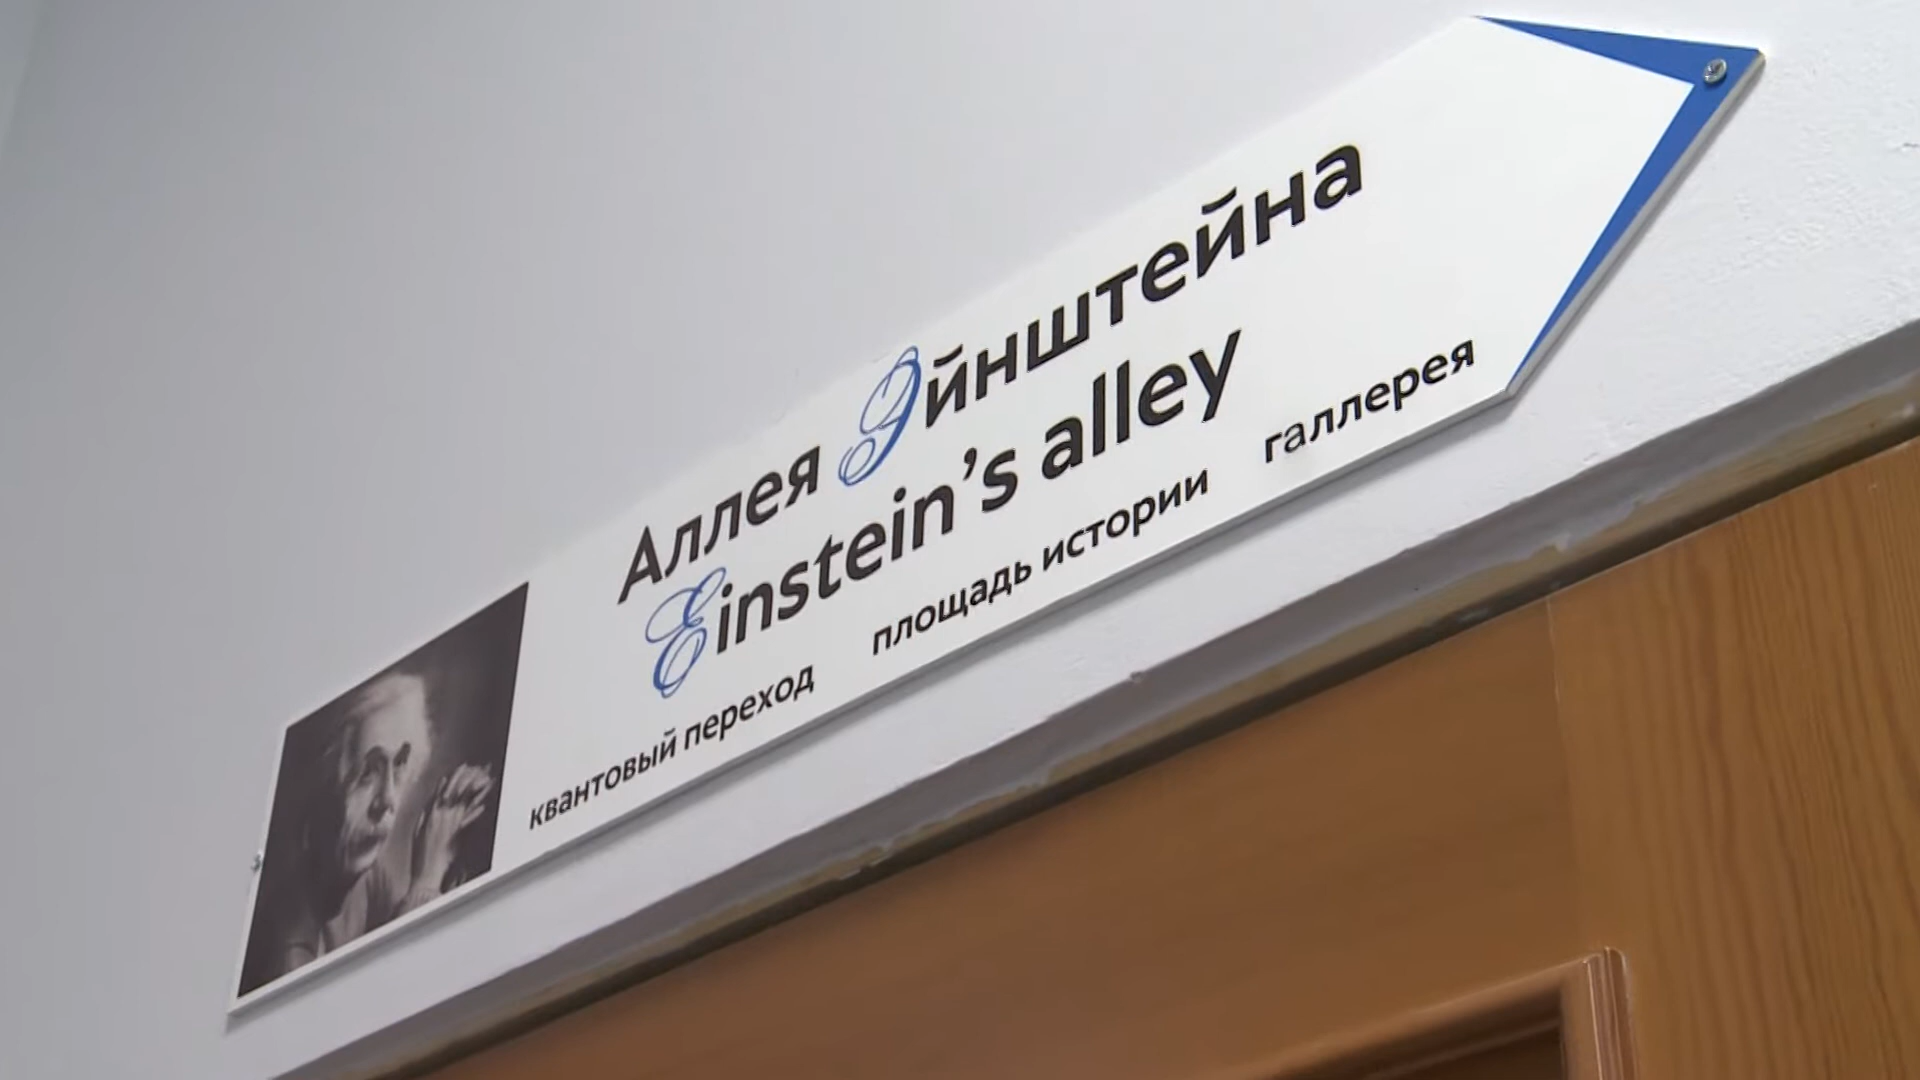 Аллея Эйнштейна
Einstein's alley
квантовый переход площадь истории галлерея